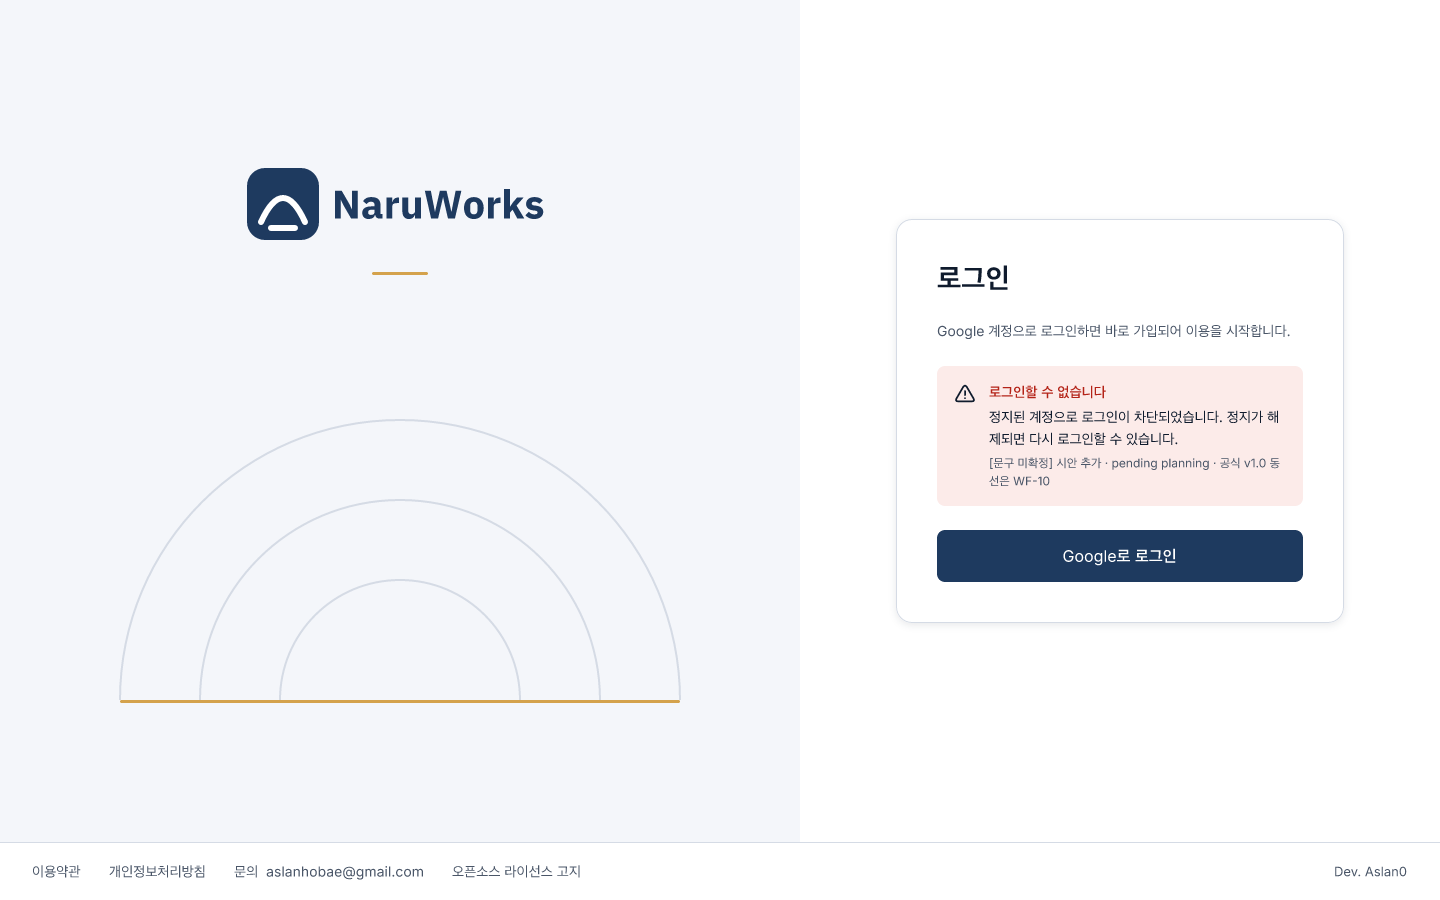 NaruWorks
로그인
Google 계정으로 로그인하면 바로 가입되어 이용을 시작합니다.
로그인할 수 없습니다
정지된 계정으로 로그인이 차단되었습니다. 정지가 해
제되면 다시 로그인할 수 있습니다.
[문구 미확정] 시안 추가 · pending planning · 공식 v1.0 동
선은 WF-10
Google로 로그인
이용약관 개인정보처리방침 문의 aslanhobae@gmail.com 오픈소스 라이선스 고지 Dev. Aslan0